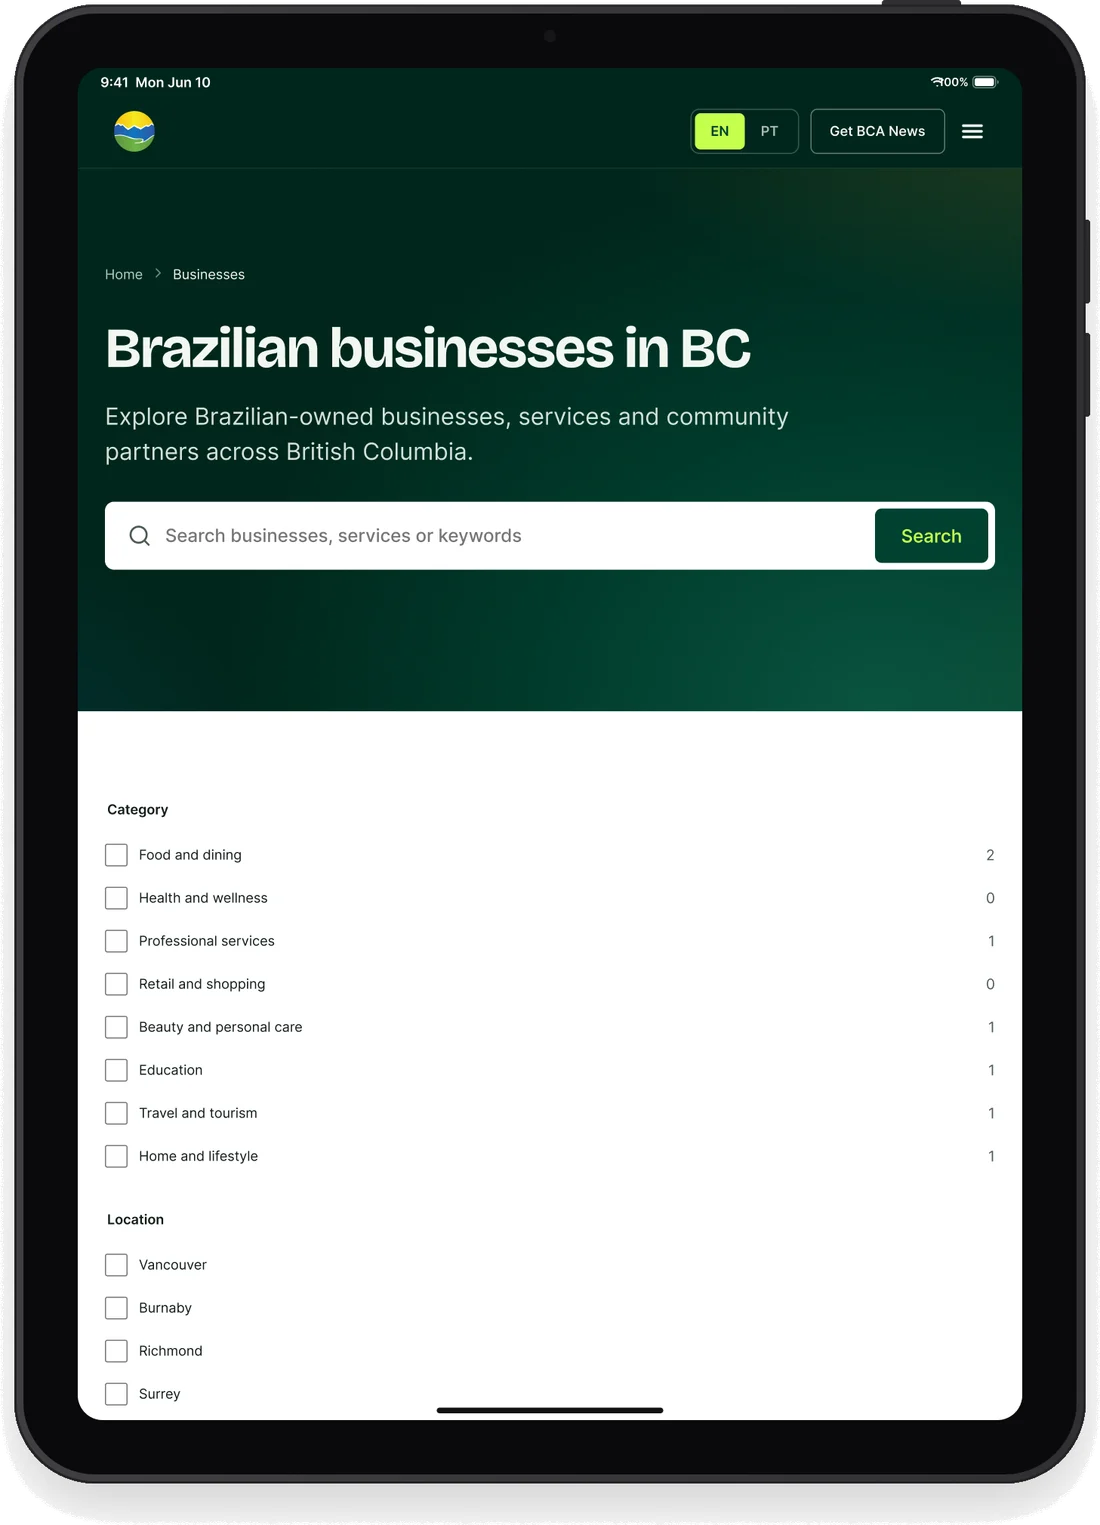 9:41 Mon Jun 10
100%
EN PT Get BCA News
Home > Businesses
Brazilian businesses in BC
Explore Brazilian-owned businesses, services and community
partners across British Columbia.
Search businesses, services or keywords
Search
Category
Food and dining 2
Health and wellness 0
Professional services 1
Retail and shopping 0
Beauty and personal care 1
Education 1
Travel and tourism 1
Home and lifestyle 1
Location
Vancouver
Burnaby
Richmond
Surrey